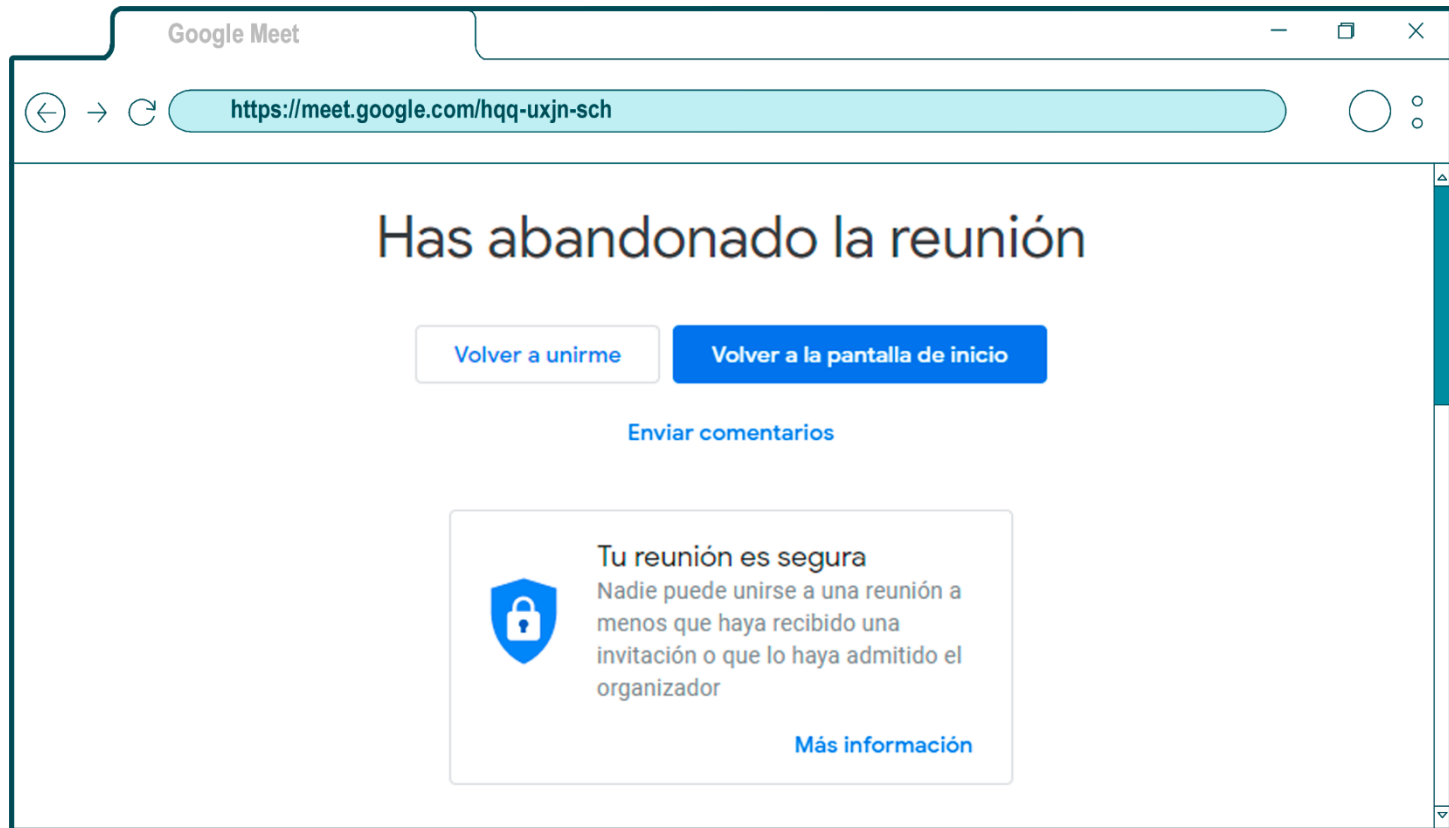 Google Meet
https://meet.google.com/hqq-uxjn-sch
Has abandonado la reunión
Volver a unirme
Volver a la pantalla de inicio
Enviar comentarios
Tu reunión es segura
Nadie puede unirse a una reunión a
menos que haya recibido una
invitación o que lo haya admitido el
organizador
Más información